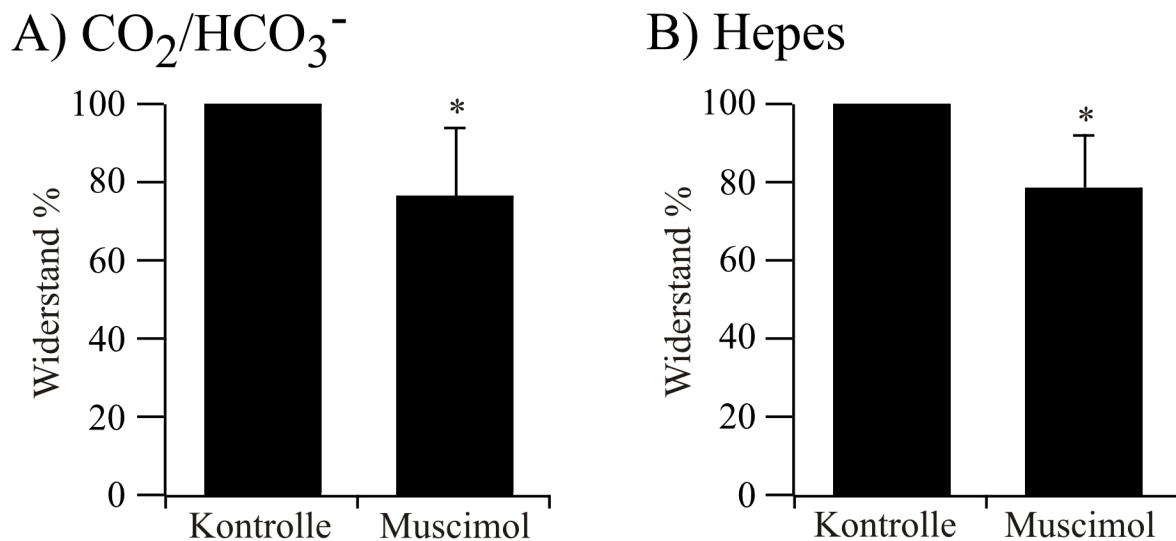 A) CO₂/HCO₃⁻
*
100
80
60
40
20
0
Widerstand %
Kontrolle
Muscimol
B) Hepes
*
100
80
60
40
20
0
Widerstand %
Kontrolle
Muscimol